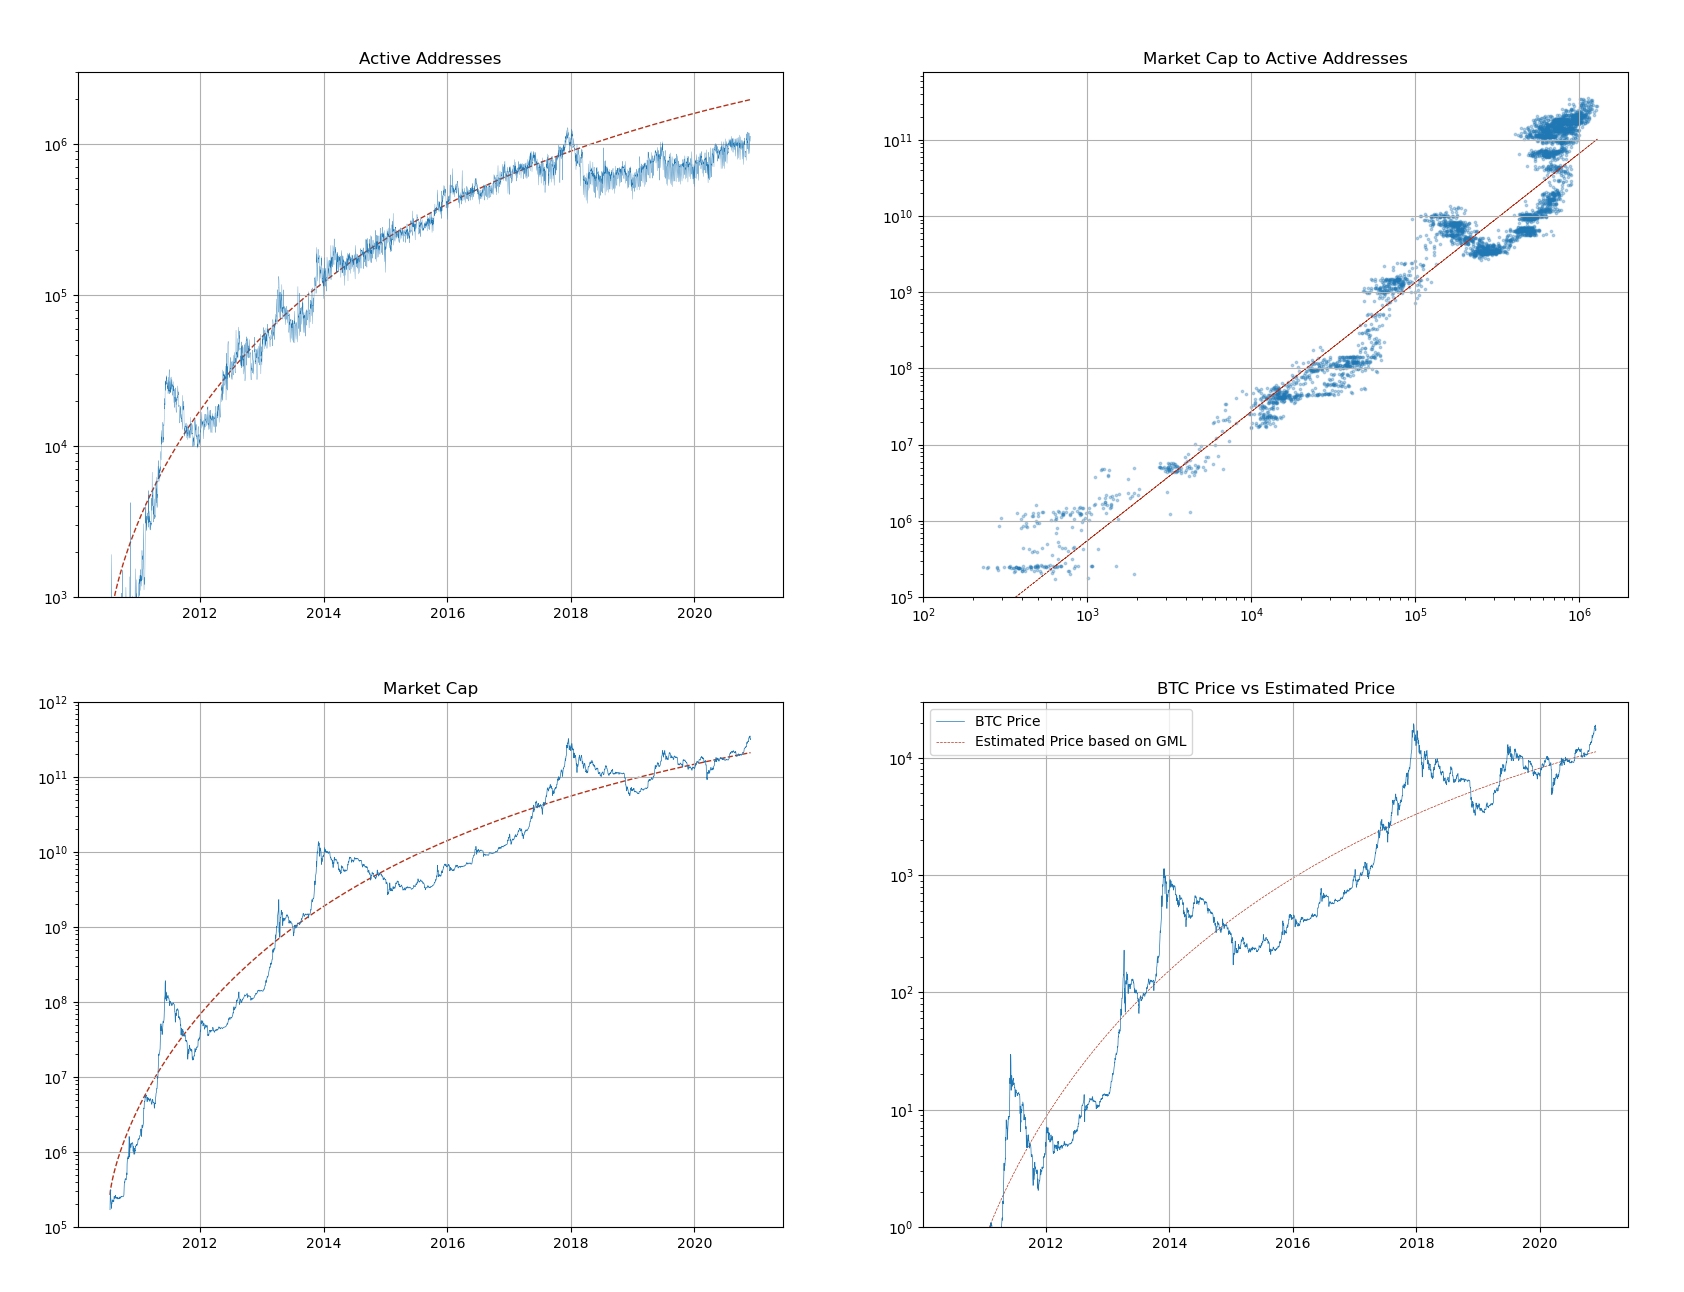 Active Addresses
10^6
10^5
10^4
10^3
2012 2014 2016 2018 2020
Market Cap to Active Addresses
10^11
10^10
10^9
10^8
10^7
10^6
10^5
10^2 10^3 10^4 10^5 10^6
Market Cap
10^12
10^11
10^10
10^9
10^8
10^7
10^6
10^5
2012 2014 2016 2018 2020
BTC Price vs Estimated Price
BTC Price
Estimated Price based on GML
10^4
10^3
10^2
10^1
10^0
2012 2014 2016 2018 2020